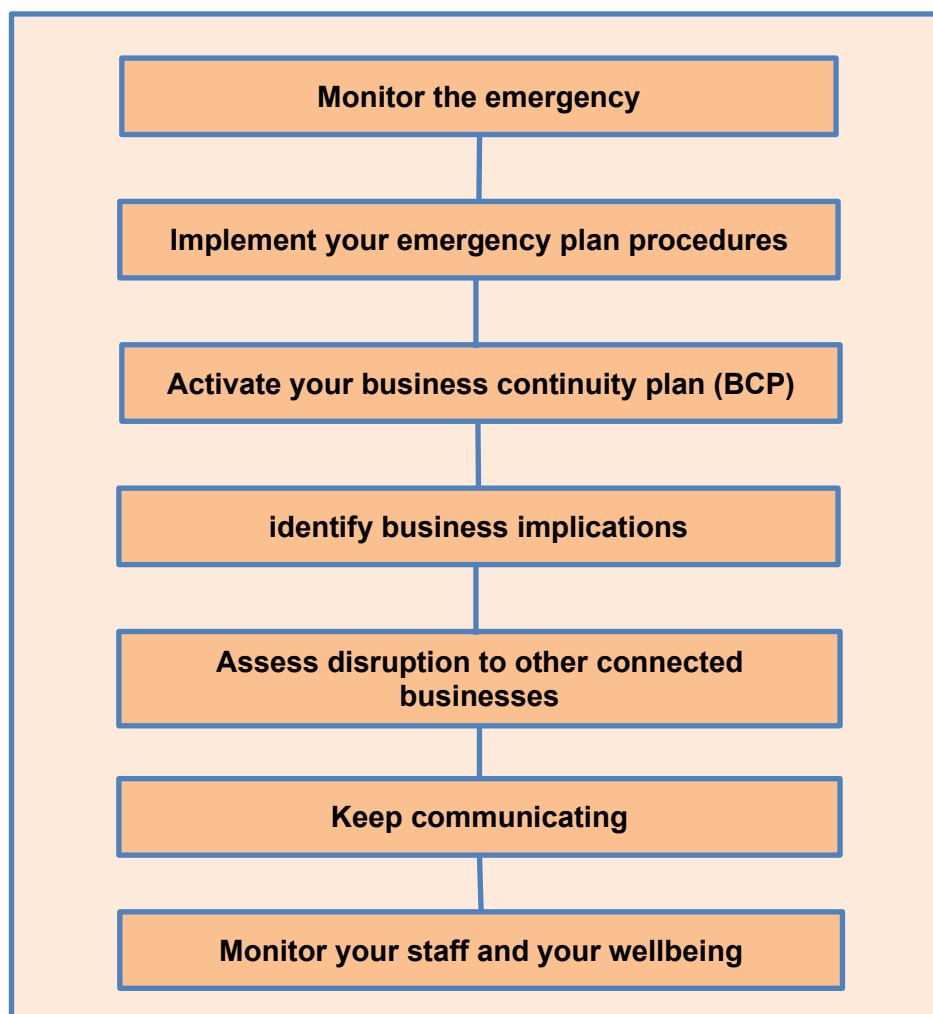 Monitor the emergency
Implement your emergency plan procedures
Activate your business continuity plan (BCP)
identify business implications
Assess disruption to other connected
businesses
Keep communicating
Monitor your staff and your wellbeing